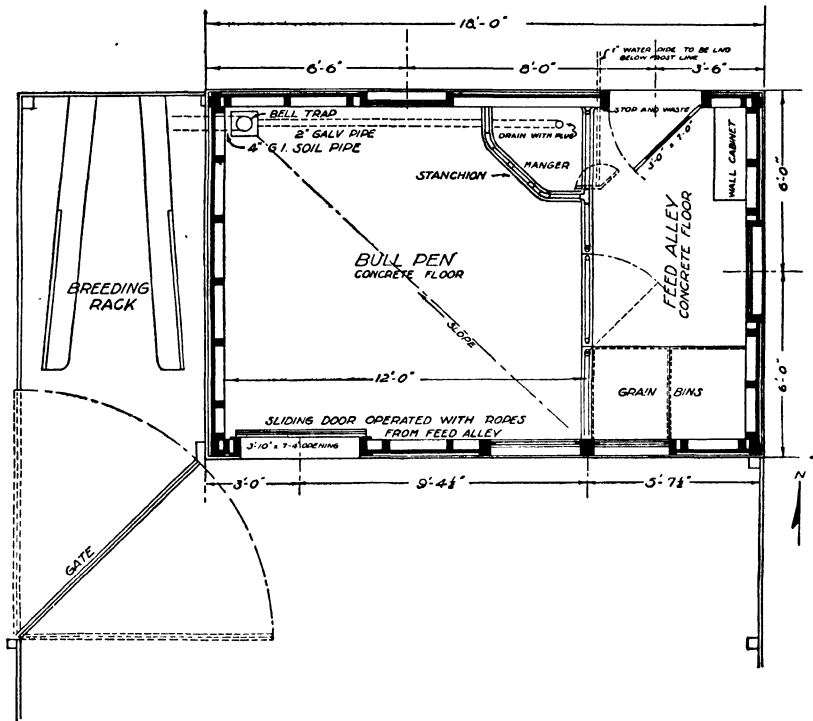 18'-0"
6'-6"
8'-0"
3'-6"
1" WATER PIPE TO BE LAID
BELOW FROST LINE
BELL TRAP
2" GALV PIPE
4" G.I. SOIL PIPE
DRAIN WITH PLUG
STOP AND WASTE
3'-0" x 7'-0"
WALL CABINET
6'-0"
MANGER
STANCHION
BULL PEN
CONCRETE FLOOR
FEED ALLEY
CONCRETE FLOOR
BREEDING
RACK
SLOPE
12'-0"
GRAIN BINS
6'-0"
SLIDING DOOR OPERATED WITH ROPES
FROM FEED ALLEY
3'-10" x 7'-4" OPENING
3'-0"
9'-4½"
5'-7½"
N
GATE